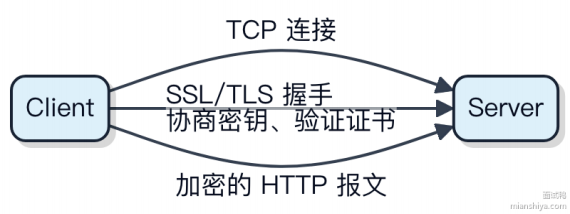 TCP 连接
Client
SSL/TLS 握手
协商密钥、验证证书
Server
加密的 HTTP 报文
面试鸭
mianshiya.com